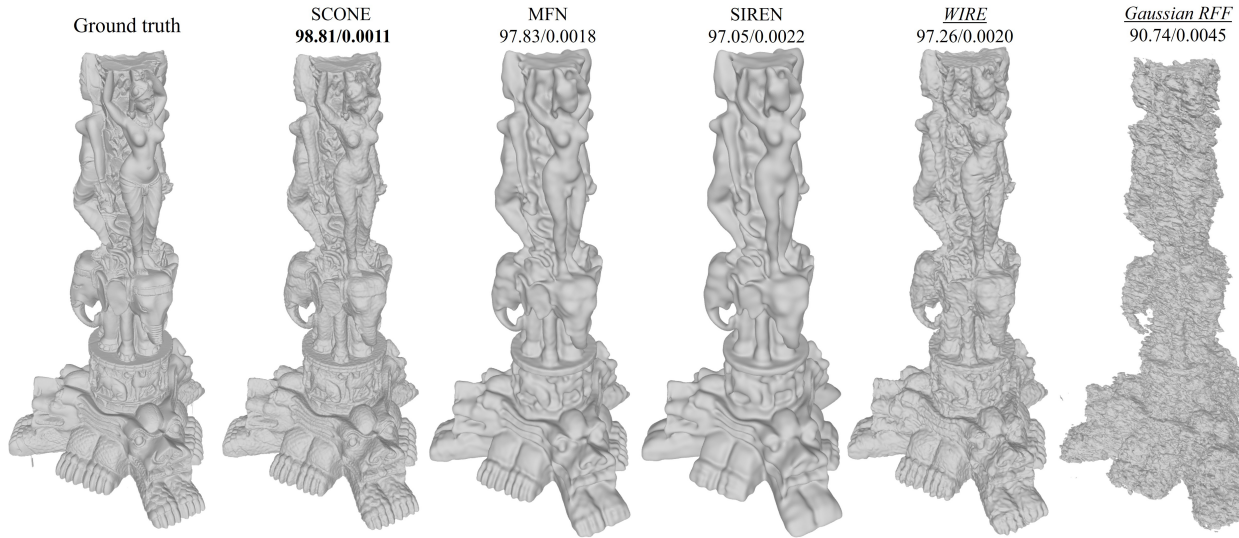 Ground truth
SCONE
98.81/0.0011
MFN
97.83/0.0018
SIREN
97.05/0.0022
WIRE
97.26/0.0020
Gaussian RFF
90.74/0.0045